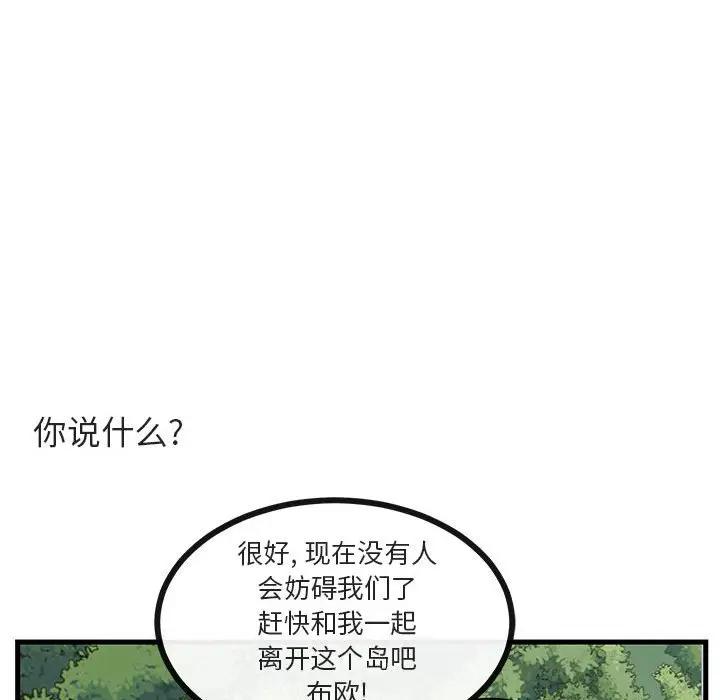 你说什么?
很好, 现在没有人
会妨碍我们了
赶快和我一起
离开这个岛吧
布欧!